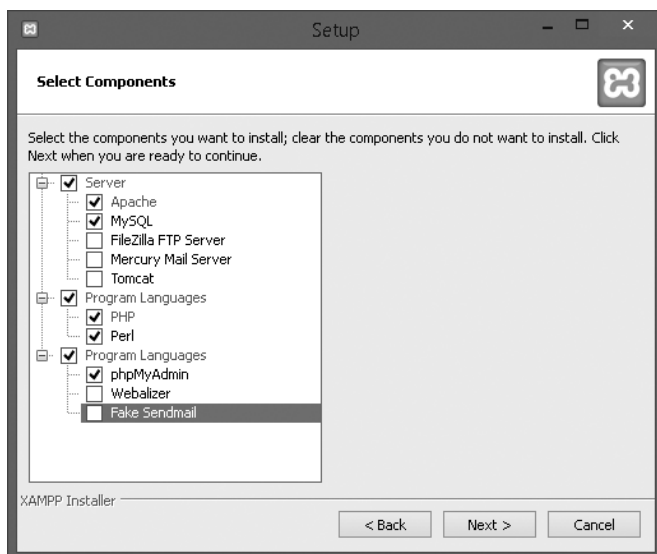 Setup
Select Components
Select the components you want to install; clear the components you do not want to install. Click
Next when you are ready to continue.
Server
Apache
MySQL
FileZilla FTP Server
Mercury Mail Server
Tomcat
Program Languages
PHP
Perl
Program Languages
phpMyAdmin
Webalizer
Fake Sendmail
XAMPP Installer
< Back Next > Cancel